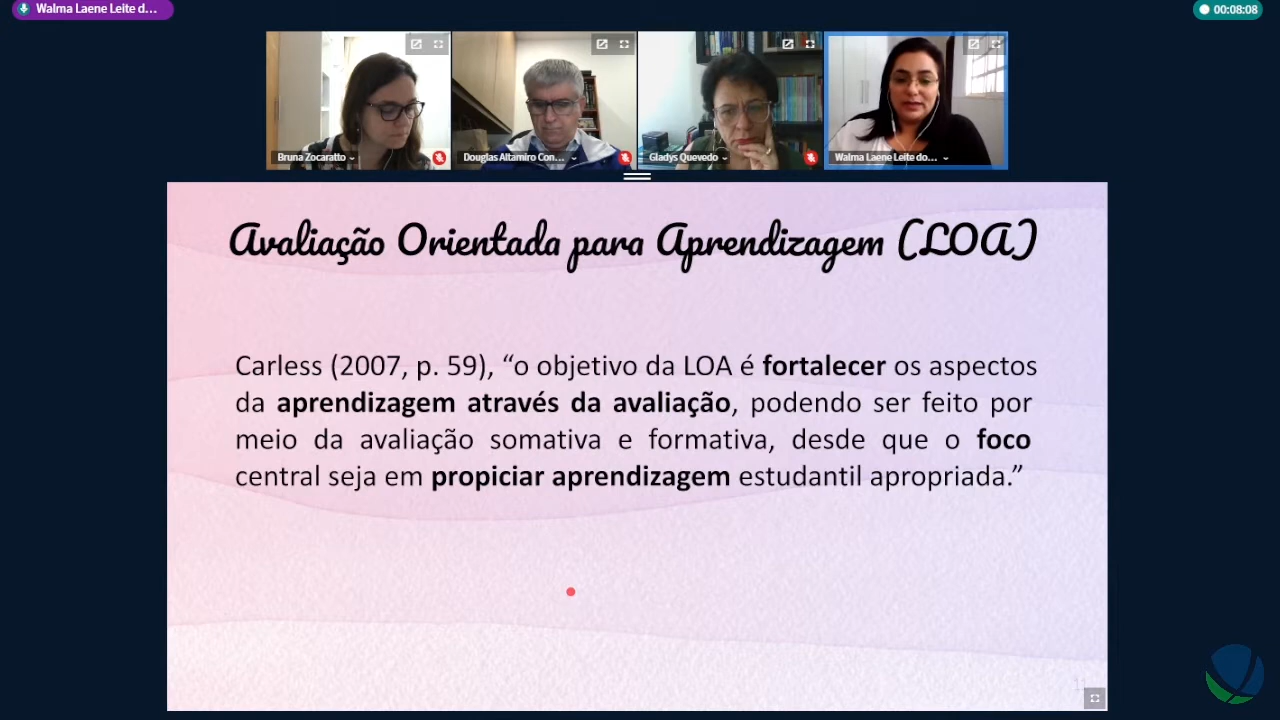 Walma Laene Leite d...
00:08:08
Bruna Zocaratto
Douglas Altamiro Con...
Gladys Quevedo
Walma Laene Leite do...
Avaliação Orientada para Aprendizagem (LOA)
Carless (2007, p. 59), “o objetivo da LOA é fortalecer os aspectos
da aprendizagem através da avaliação, podendo ser feito por
meio da avaliação somativa e formativa, desde que o foco
central seja em propiciar aprendizagem estudantil apropriada.”
11